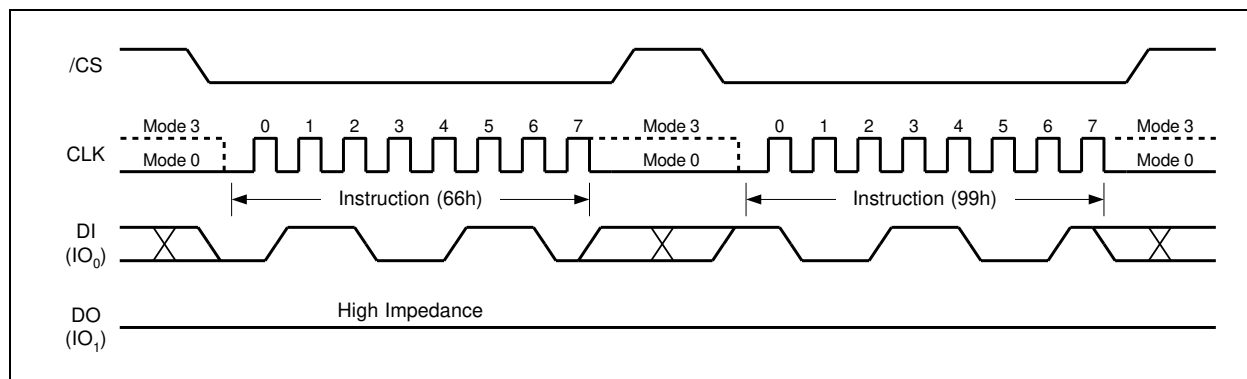 /CS
Mode 3 0 1 2 3 4 5 6 7 Mode 3 0 1 2 3 4 5 6 7 Mode 3
CLK
Mode 0 Mode 0 Mode 0
Instruction (66h) Instruction (99h)
DI
(IO0)
High Impedance
DO
(IO1)